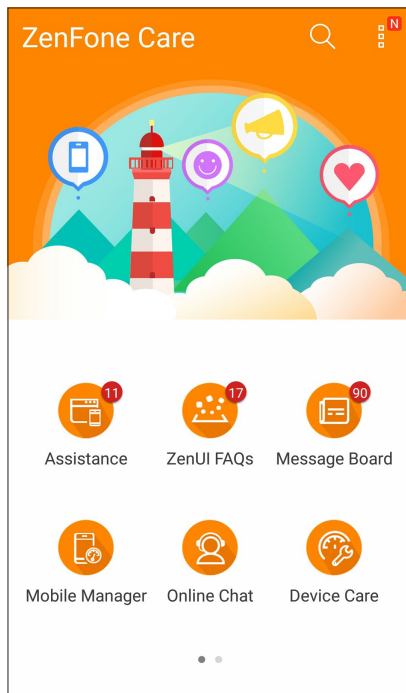 ZenFone Care
N
11
17
90
Assistance
ZenUI FAQs
Message Board
Mobile Manager
Online Chat
Device Care